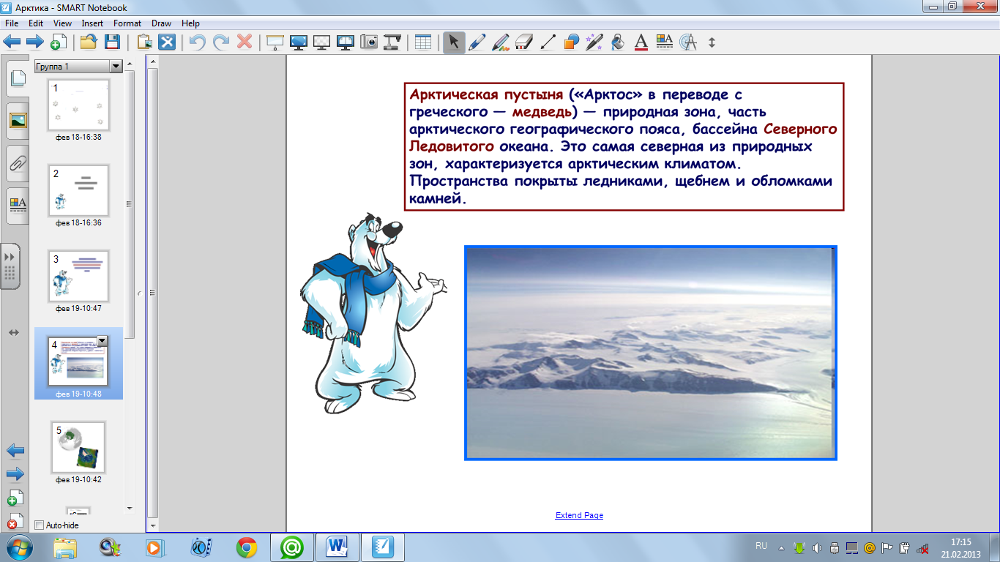 Арктика - SMART Notebook
File Edit View Insert Format Draw Help
Группа 1
1
фев 18-16:38
2
фев 18-16:36
3
фев 19-10:47
4
фев 19-10:48
5
фев 19-10:42
Auto-hide
Арктическая пустыня («Арктос» в переводе с
греческого — медведь) — природная зона, часть
арктического географического пояса, бассейна Северного
Ледовитого океана. Это самая северная из природных
зон, характеризуется арктическим климатом.
Пространства покрыты ледниками, щебнем и обломками
камней.
Extend Page
RU
17:15
21.02.2013